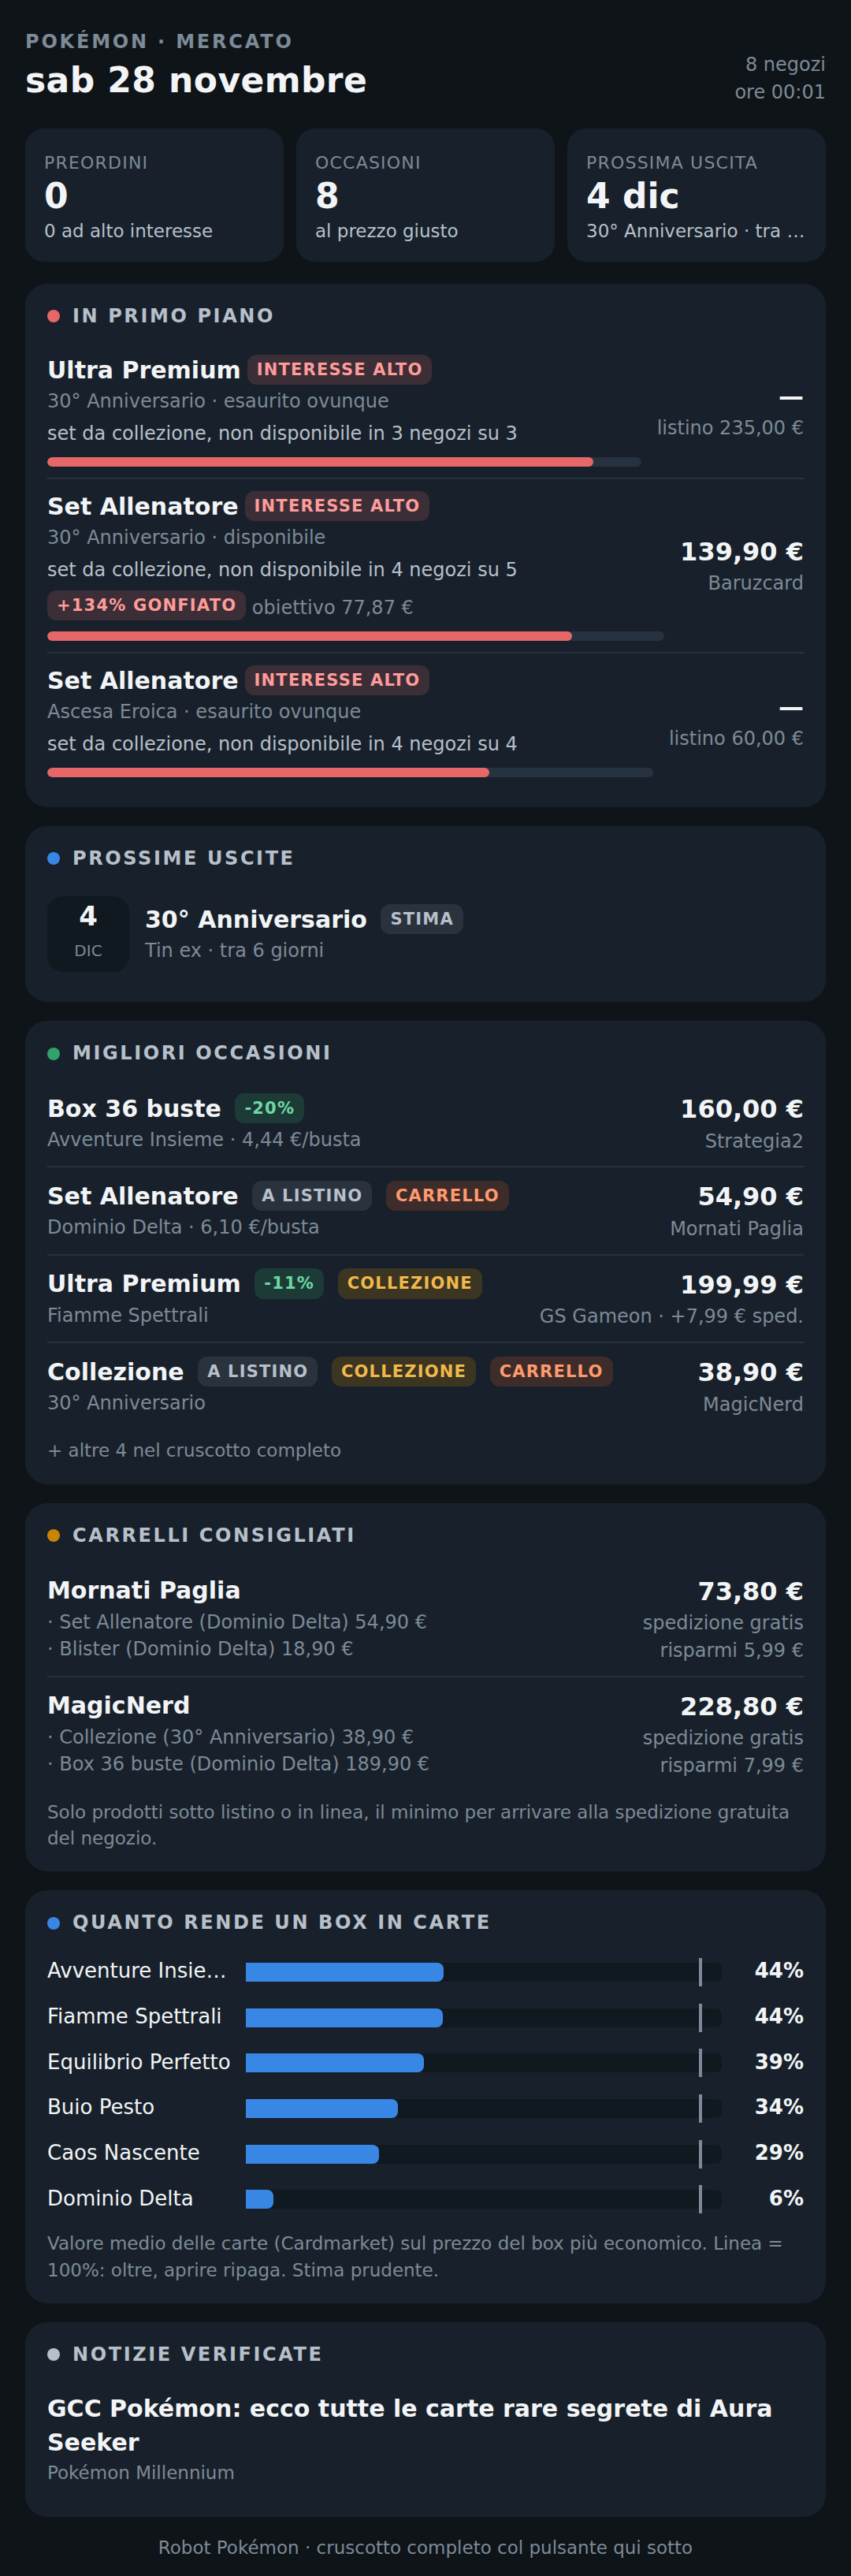 POKÉMON · MERCATO
sab 28 novembre
8 negozi
ore 00:01
PREORDINI
0
0 ad alto interesse
OCCASIONI
8
al prezzo giusto
PROSSIMA USCITA
4 dic
30° Anniversario · tra …
IN PRIMO PIANO
Ultra Premium INTERESSE ALTO
30° Anniversario · esaurito ovunque
set da collezione, non disponibile in 3 negozi su 3
—
listino 235,00 €
Set Allenatore INTERESSE ALTO
30° Anniversario · disponibile
set da collezione, non disponibile in 4 negozi su 5
+134% GONFIATO obiettivo 77,87 €
139,90 €
Baruzcard
Set Allenatore INTERESSE ALTO
Ascesa Eroica · esaurito ovunque
set da collezione, non disponibile in 4 negozi su 4
—
listino 60,00 €
PROSSIME USCITE
4
DIC
30° Anniversario STIMA
Tin ex · tra 6 giorni
MIGLIORI OCCASIONI
Box 36 buste -20%
Avventure Insieme · 4,44 €/busta
160,00 €
Strategia2
Set Allenatore A LISTINO CARRELLO
Dominio Delta · 6,10 €/busta
54,90 €
Mornati Paglia
Ultra Premium -11% COLLEZIONE
Fiamme Spettrali
199,99 €
GS Gameon · +7,99 € sped.
Collezione A LISTINO COLLEZIONE CARRELLO
30° Anniversario
38,90 €
MagicNerd
+ altre 4 nel cruscotto completo
CARRELLI CONSIGLIATI
Mornati Paglia
· Set Allenatore (Dominio Delta) 54,90 €
· Blister (Dominio Delta) 18,90 €
73,80 €
spedizione gratis
risparmi 5,99 €
MagicNerd
· Collezione (30° Anniversario) 38,90 €
· Box 36 buste (Dominio Delta) 189,90 €
228,80 €
spedizione gratis
risparmi 7,99 €
Solo prodotti sotto listino o in linea, il minimo per arrivare alla spedizione gratuita
del negozio.
QUANTO RENDE UN BOX IN CARTE
Avventure Insie… 44%
Fiamme Spettrali 44%
Equilibrio Perfetto 39%
Buio Pesto 34%
Caos Nascente 29%
Dominio Delta 6%
Valore medio delle carte (Cardmarket) sul prezzo del box più economico. Linea =
100%: oltre, aprire ripaga. Stima prudente.
NOTIZIE VERIFICATE
GCC Pokémon: ecco tutte le carte rare segrete di Aura
Seeker
Pokémon Millennium
Robot Pokémon · cruscotto completo col pulsante qui sotto